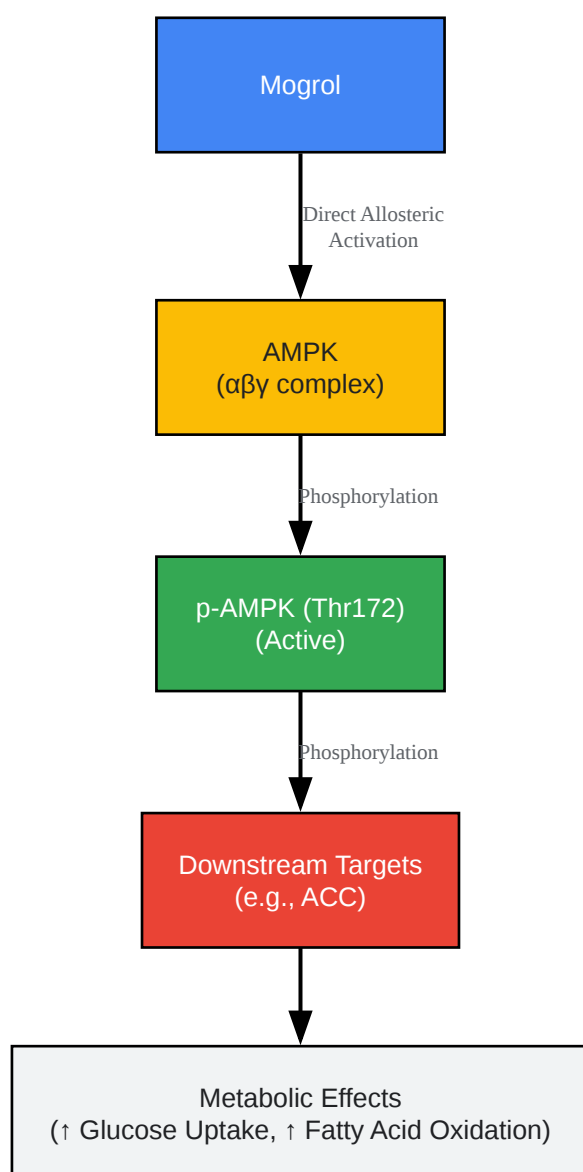 Mogrol
Direct Allosteric
Activation
AMPK
(αβγ complex)
Phosphorylation
p-AMPK (Thr172)
(Active)
Phosphorylation
Downstream Targets
(e.g., ACC)
Metabolic Effects
(↑ Glucose Uptake, ↑ Fatty Acid Oxidation)